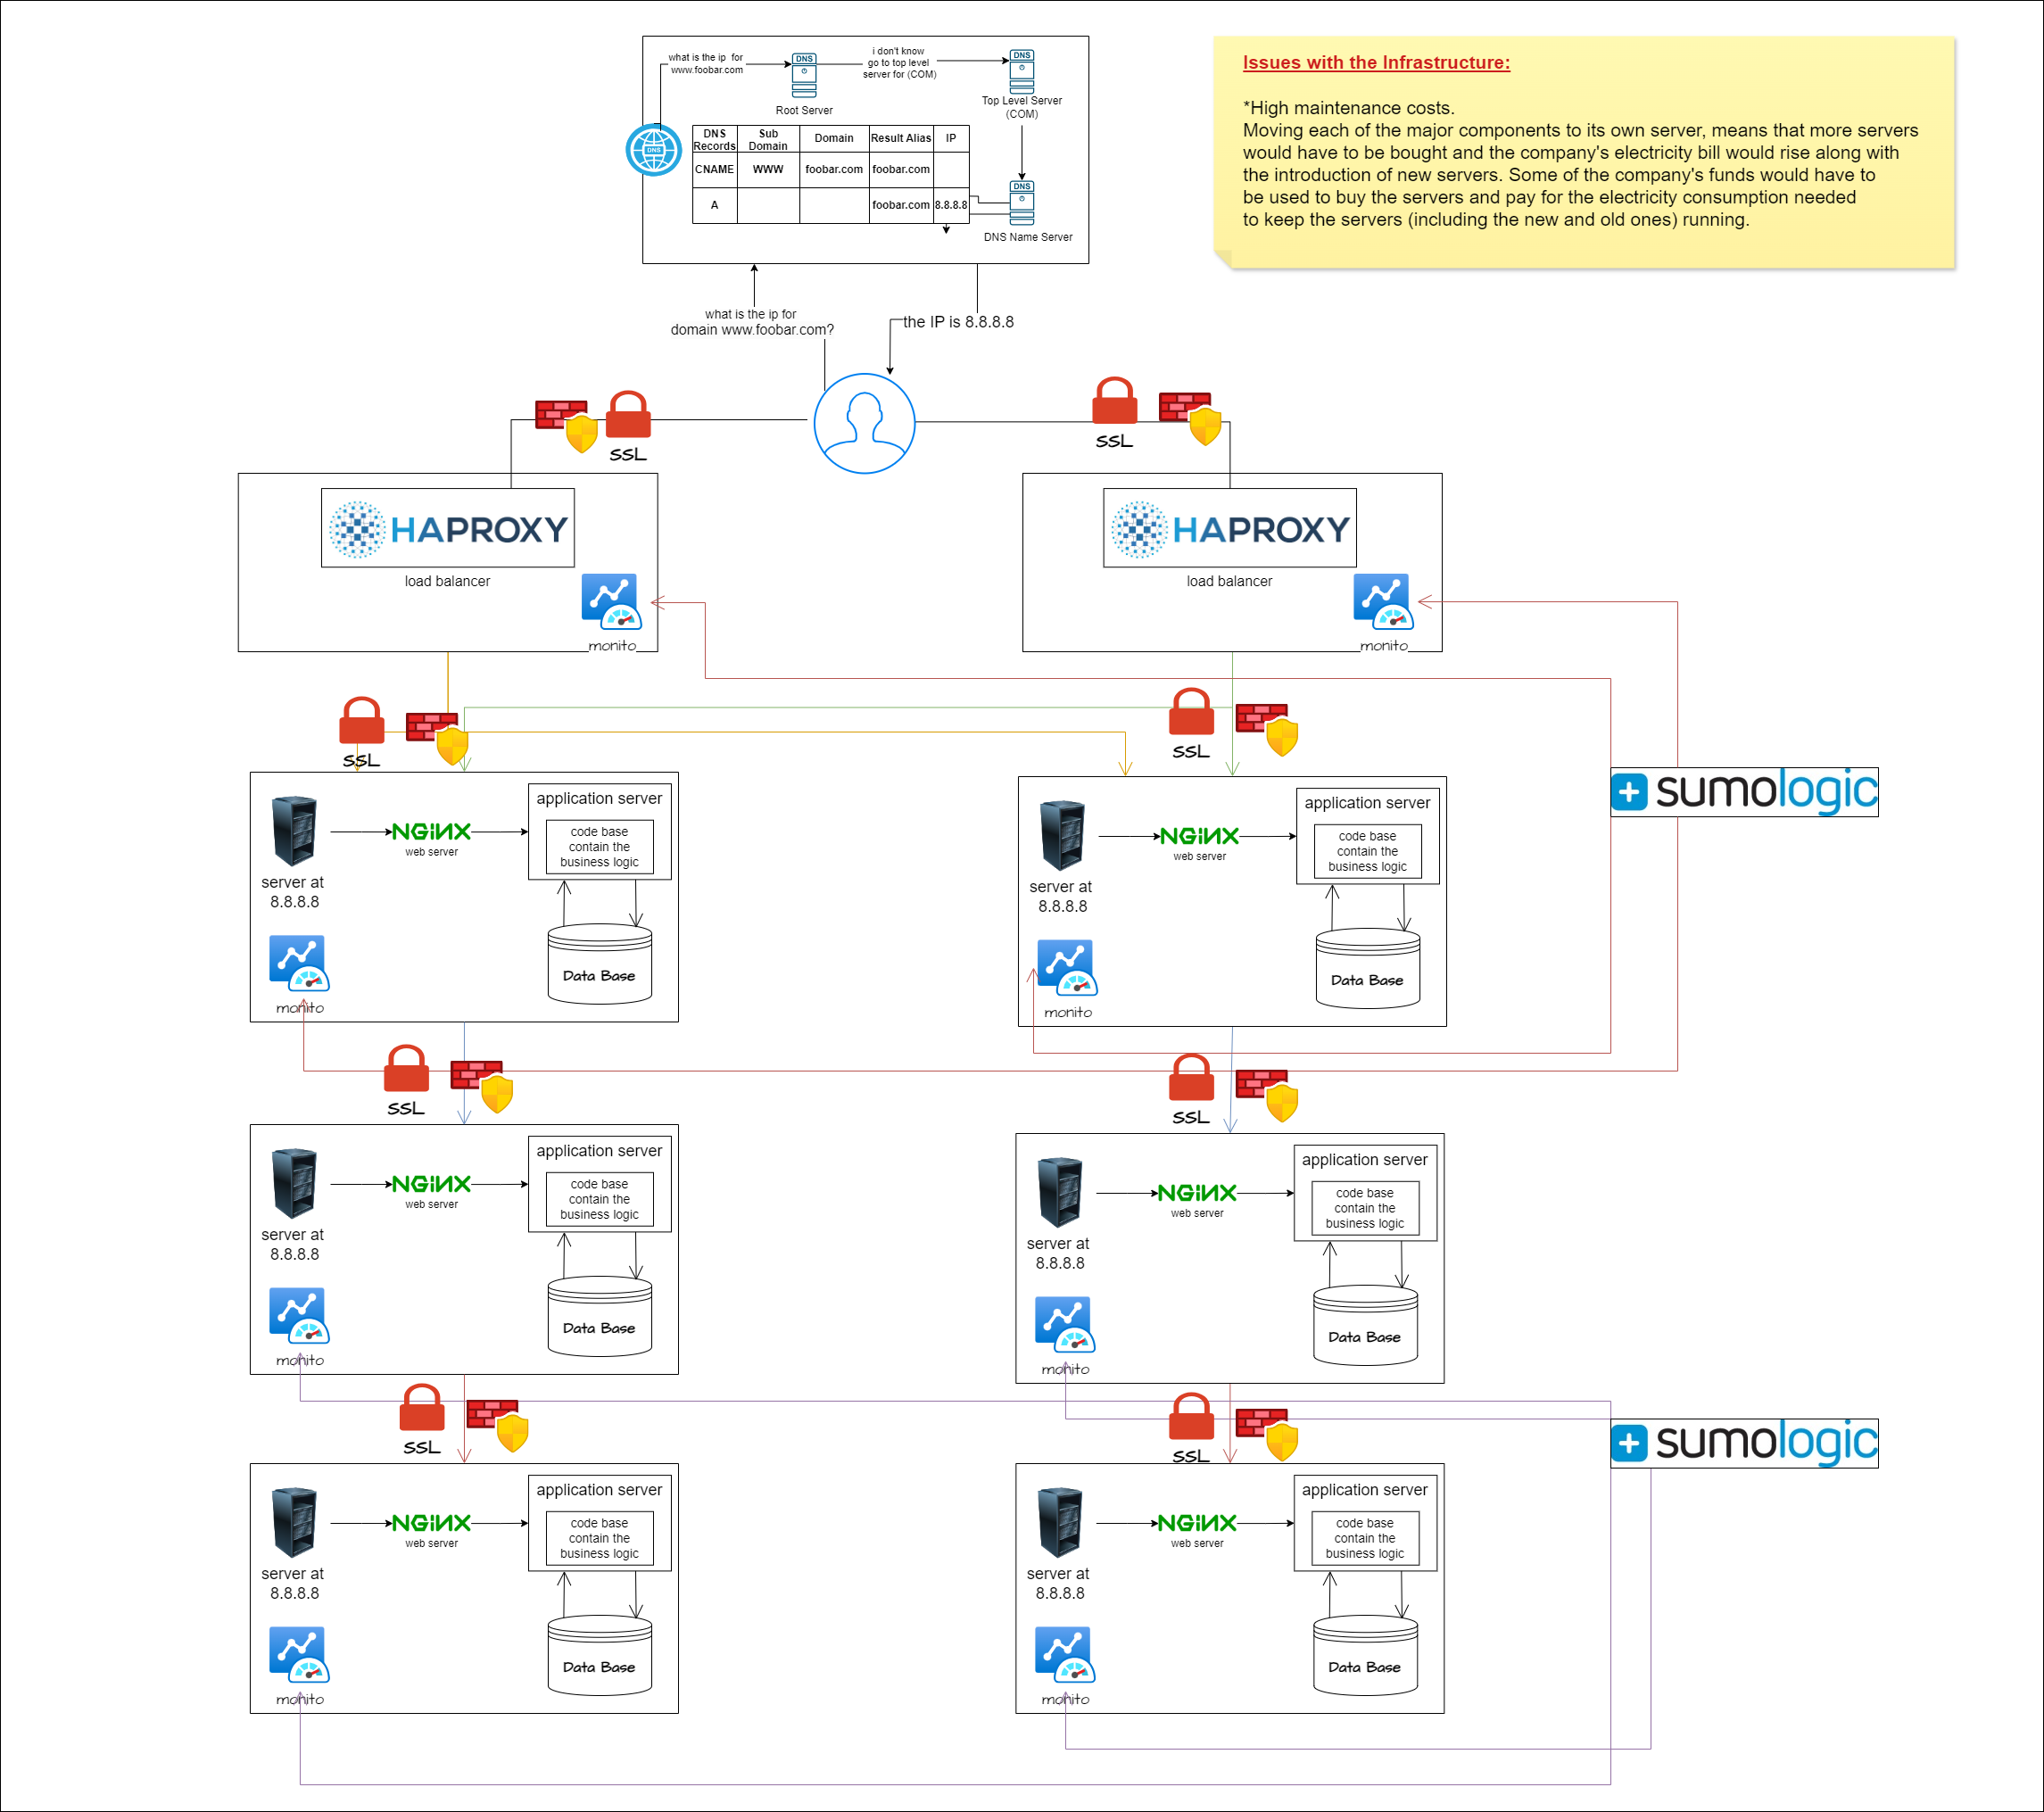 what is the ip  for
www.foobar.com
DNS
i don't know
go to top level
server for (COM)
DNS
Root Server
Top Level Server
(COM)
DNS
DNS
Records
Sub
Domain
Domain
Result Alias
IP
CNAME
WWW
foobar.com
foobar.com
A
foobar.com
8.8.8.8
DNS
DNS Name Server
Issues with the Infrastructure:
*High maintenance costs.
Moving each of the major components to its own server, means that more servers
would have to be bought and the company's electricity bill would rise along with
the introduction of new servers. Some of the company's funds would have to
be used to buy the servers and pay for the electricity consumption needed
to keep the servers (including the new and old ones) running.
what is the ip for
domain www.foobar.com?
the IP is 8.8.8.8
SSL
SSL
HAPROXY
load balancer
monito
HAPROXY
load balancer
monito
SSL
SSL
server at
8.8.8.8
NGINX
web server
application server
code base
contain the
business logic
Data Base
monito
server at
8.8.8.8
NGINX
web server
application server
code base
contain the
business logic
Data Base
monito
sumologic
SSL
SSL
server at
8.8.8.8
NGINX
web server
application server
code base
contain the
business logic
Data Base
monito
server at
8.8.8.8
NGINX
web server
application server
code base
contain the
business logic
Data Base
monito
SSL
SSL
sumologic
server at
8.8.8.8
NGINX
web server
application server
code base
contain the
business logic
Data Base
monito
server at
8.8.8.8
NGINX
web server
application server
code base
contain the
business logic
Data Base
monito